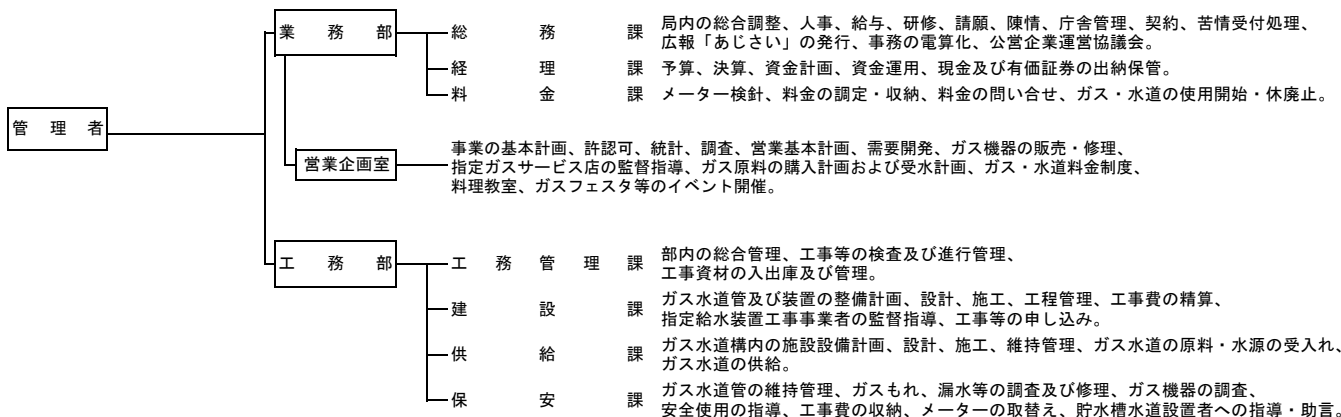 管理者
業務部
総務課
局内の総合調整、人事、給与、研修、請願、陳情、庁舎管理、契約、苦情受付処理、
広報「あじさい」の発行、事務の電算化、公営企業運営協議会。
経理課
予算、決算、資金計画、資金運用、現金及び有価証券の出納保管。
料金課
メーター検針、料金の調定・収納、料金の問い合せ、ガス・水道の使用開始・休廃止。
営業企画室
事業の基本計画、許認可、統計、調査、営業基本計画、需要開発、ガス機器の販売・修理、
指定ガスサービス店の監督指導、ガス原料の購入計画および受水計画、ガス・水道料金制度、
料理教室、ガスフェスタ等のイベント開催。
工務部
工務管理課
部内の総合管理、工事等の検査及び進行管理、
工事資材の入出庫及び管理。
建設課
ガス水道管及び装置の整備計画、設計、施工、工程管理、工事費の精算、
指定給水装置工事事業者の監督指導、工事等の申し込み。
供給課
ガス水道構内の施設設備計画、設計、施工、維持管理、ガス水道の原料・水源の受入れ、
ガス水道の供給。
保安課
ガス水道管の維持管理、ガスもれ、漏水等の調査及び修理、ガス機器の調査、
安全使用の指導、工事費の収納、メーターの取替え、貯水槽水道設置者への指導・助言。